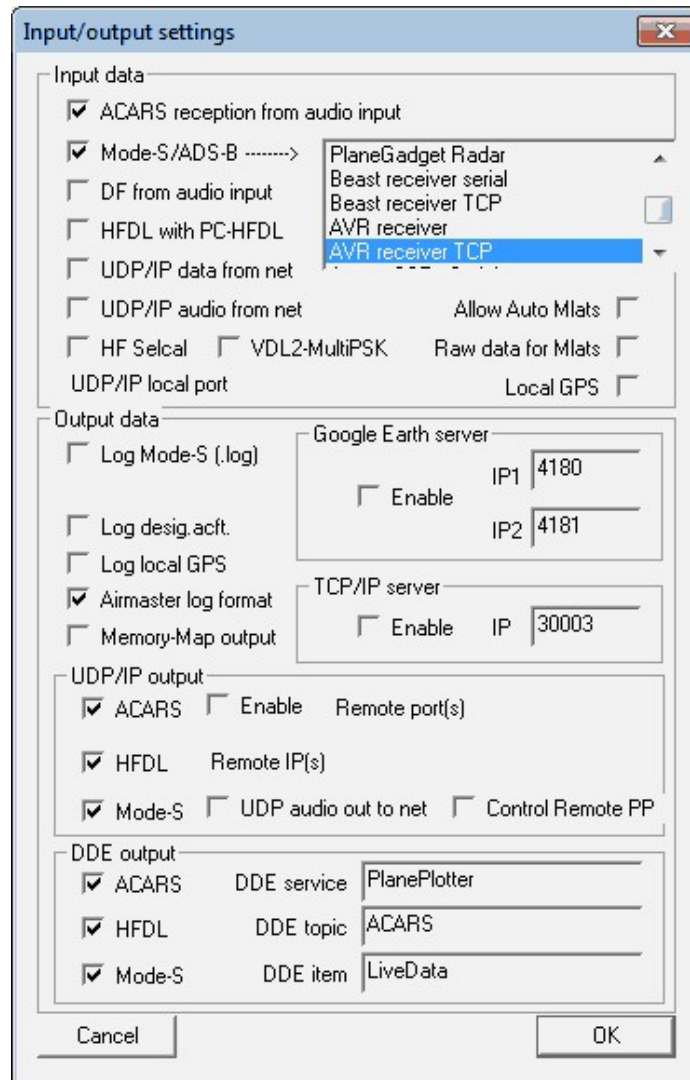 Input/output settings
Input data
ACARS reception from audio input
Mode-S/ADS-B ------->
PlaneGadget Radar
Beast receiver serial
Beast receiver TCP
AVR receiver
AVR receiver TCP
DF from audio input
HFDL with PC-HFDL
UDP/IP data from net
UDP/IP audio from net
Allow Auto Mlats
HF Selcal
VDL2-MultiPSK
Raw data for Mlats
UDP/IP local port
Local GPS
Output data
Log Mode-S (.log)
Log desig.acft.
Log local GPS
Airmaster log format
Memory-Map output
Google Earth server
Enable
IP1 4180
IP2 4181
TCP/IP server
Enable IP 30003
UDP/IP output
ACARS Enable Remote port(s)
HFDL Remote IP(s)
Mode-S UDP audio out to net Control Remote PP
DDE output
ACARS DDE service PlanePlotter
HFDL DDE topic ACARS
Mode-S DDE item LiveData
Cancel OK